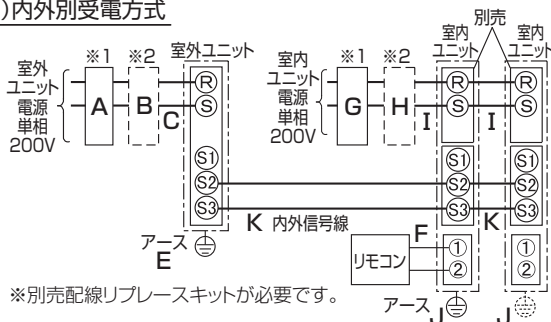 )内外別受電方式
別売
※1 ※2 室外ユニット
※1 ※2
室内
ユニット
室内
ユニット
室外
ユニット
電源
単相
200V
A B C
R
S
室内
ユニット
電源
単相
200V
G H I I
R
S
R
S
S1
S2
S3
S1
S2
S3
S1
S2
S3
K 内外信号線
K
アース
E
リモコン
F
①
②
①
②
※別売配線リプレースキットが必要です。
アース J
J